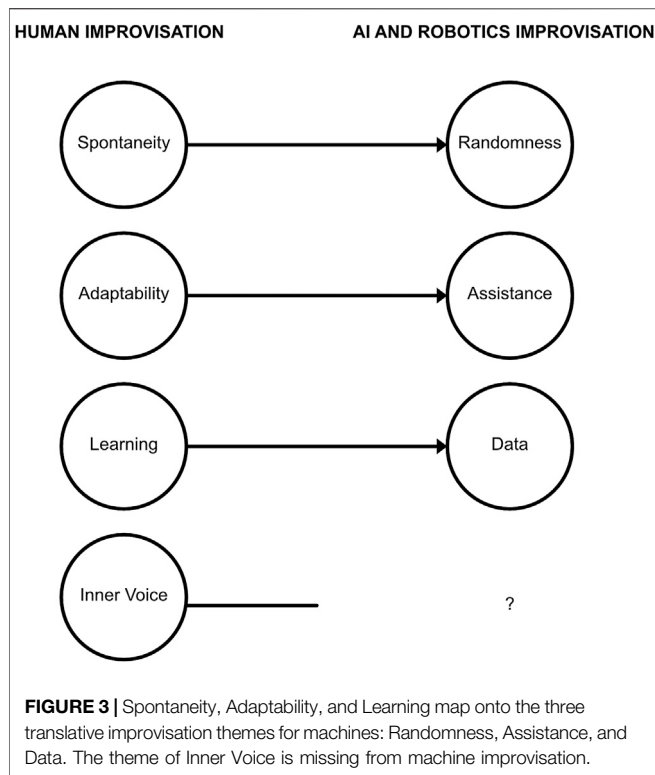 HUMAN IMPROVISATION AI AND ROBOTICS IMPROVISATION
Spontaneity Randomness
Adaptability Assistance
Learning Data
Inner Voice ?
FIGURE 3 | Spontaneity, Adaptability, and Learning map onto the three
translative improvisation themes for machines: Randomness, Assistance, and
Data. The theme of Inner Voice is missing from machine improvisation.